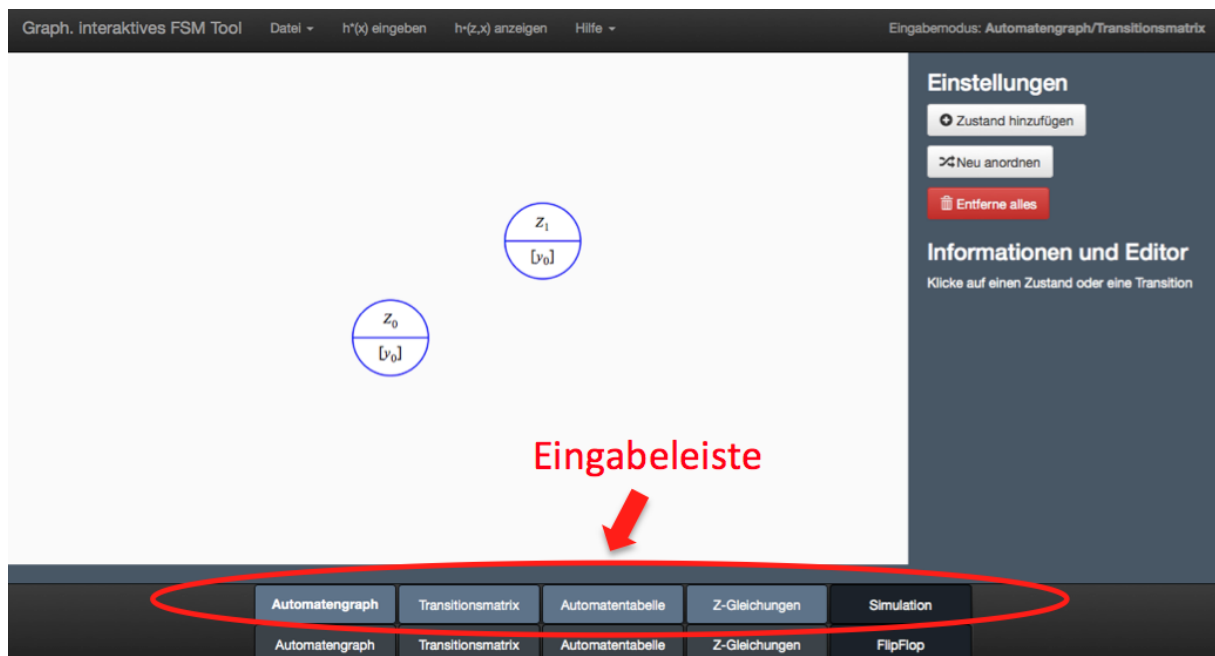 Graph. interaktives FSM Tool Datei h*(x) eingeben h*(z,x) anzeigen Hilfe Eingabemodus: Automatengraph/Transitionsmatrix
Einstellungen
Zustand hinzufügen
Neu anordnen
Entferne alles
Informationen und Editor
Klicke auf einen Zustand oder eine Transition
z₁
[y₀]
z₀
[y₀]
Eingabeleiste
Automatengraph Transitionsmatrix Automatentabelle Z-Gleichungen Simulation
Automatengraph Transitionsmatrix Automatentabelle Z-Gleichungen FlipFlop